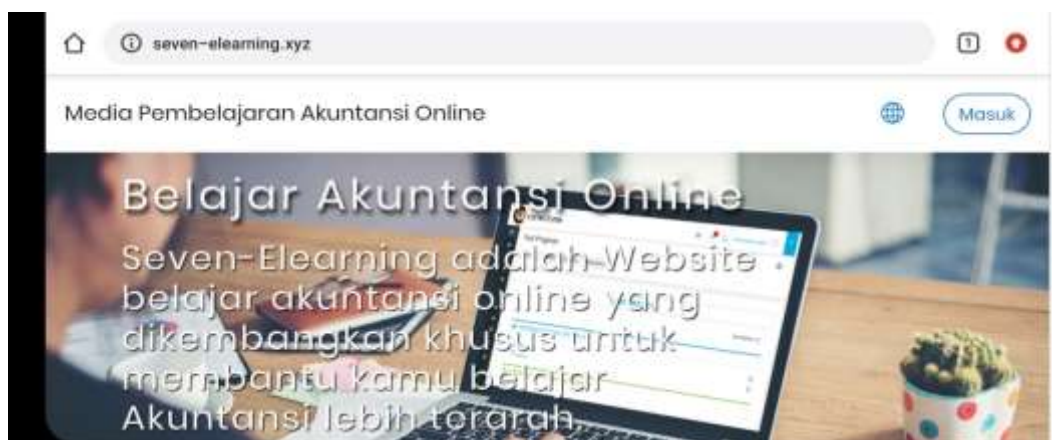 seven-elearning.xyz
1
Media Pembelajaran Akuntansi Online
Masuk
Belajar Akuntansi Online
Seven-Elearning adalah Website
belajar akuntansi online yang
dikembangkan khusus untuk
membantu kamu belajar
Akuntansi lebih terarah.